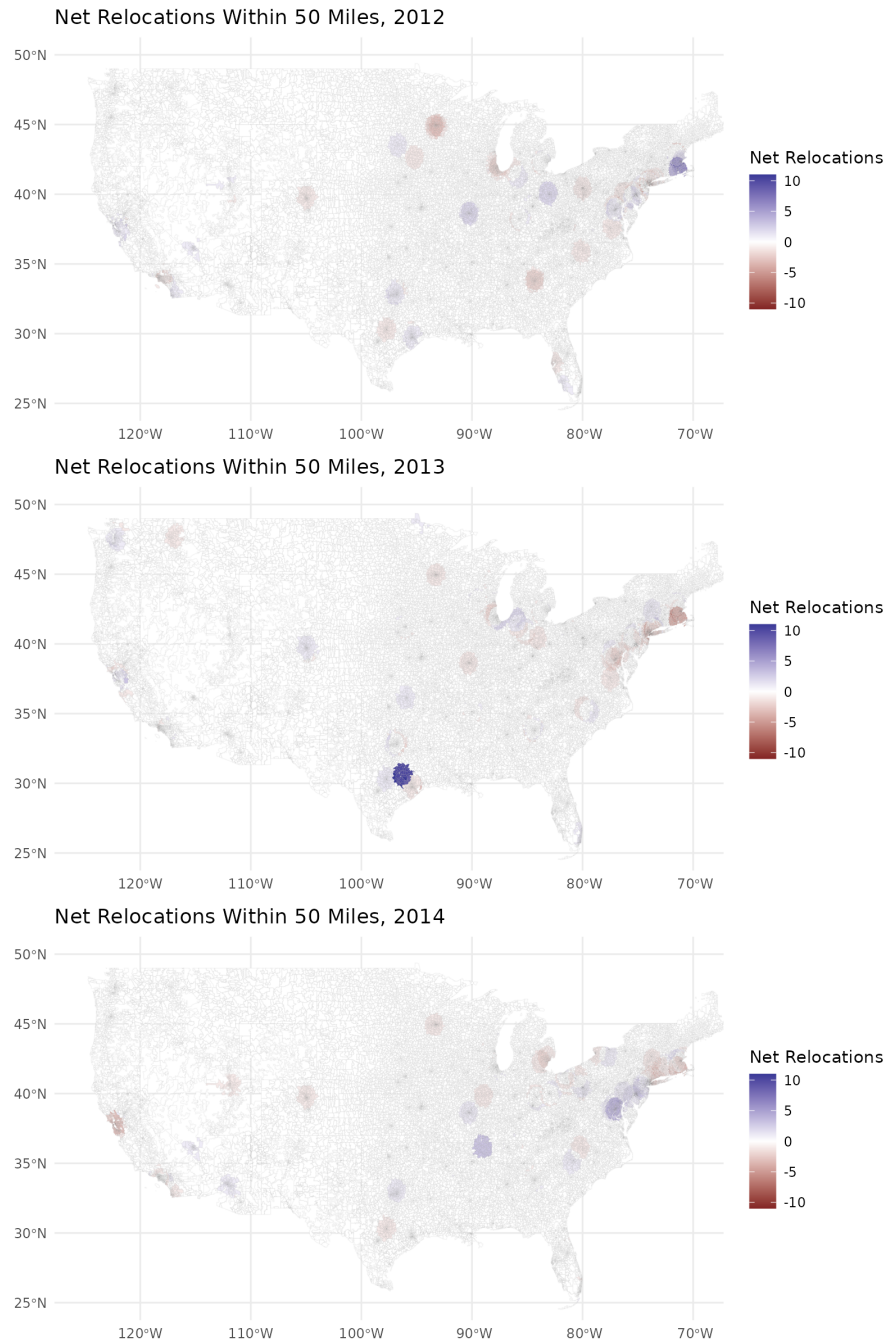 Net Relocations Within 50 Miles, 2012
50°N
45°N
40°N
35°N
30°N
25°N
120°W 110°W 100°W 90°W 80°W 70°W
Net Relocations
10
5
0
-5
-10
Net Relocations Within 50 Miles, 2013
50°N
45°N
40°N
35°N
30°N
25°N
120°W 110°W 100°W 90°W 80°W 70°W
Net Relocations
10
5
0
-5
-10
Net Relocations Within 50 Miles, 2014
50°N
45°N
40°N
35°N
30°N
25°N
120°W 110°W 100°W 90°W 80°W 70°W
Net Relocations
10
5
0
-5
-10